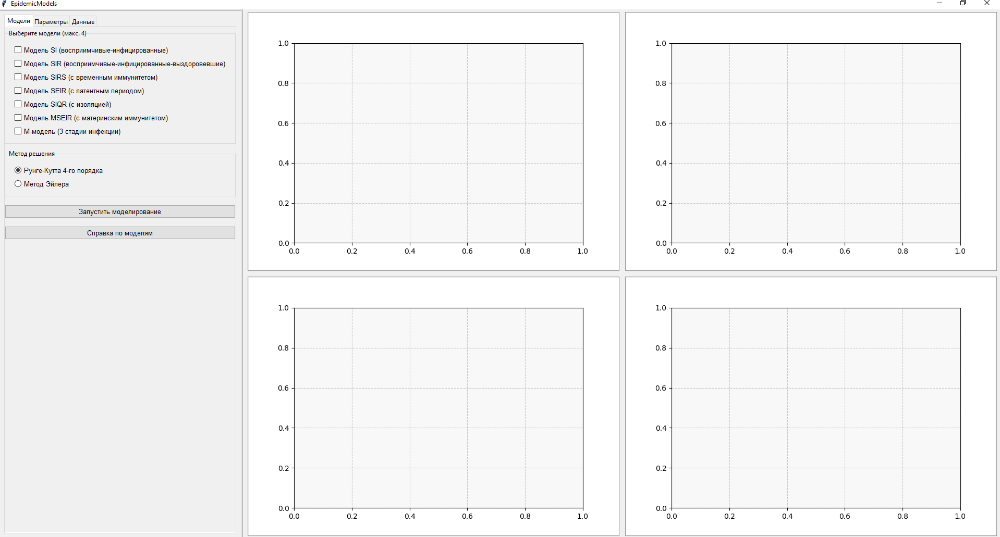 EpidemicModels
Модели Параметры Данные
Выберите модели (макс. 4)
Модель SI (восприимчивые-инфицированные)
Модель SIR (восприимчивые-инфицированные-выздоровевшие)
Модель SIRS (с временным иммунитетом)
Модель SEIR (с латентным периодом)
Модель SIQR (с изоляцией)
Модель MSEIR (с материнским иммунитетом)
М-модель (3 стадии инфекции)
Метод решения
Рунге-Кутта 4-го порядка
Метод Эйлера
Запустить моделирование
Справка по моделям
1.0
0.8
0.6
0.4
0.2
0.0
0.0 0.2 0.4 0.6 0.8 1.0
1.0
0.8
0.6
0.4
0.2
0.0
0.0 0.2 0.4 0.6 0.8 1.0
1.0
0.8
0.6
0.4
0.2
0.0
0.0 0.2 0.4 0.6 0.8 1.0
1.0
0.8
0.6
0.4
0.2
0.0
0.0 0.2 0.4 0.6 0.8 1.0